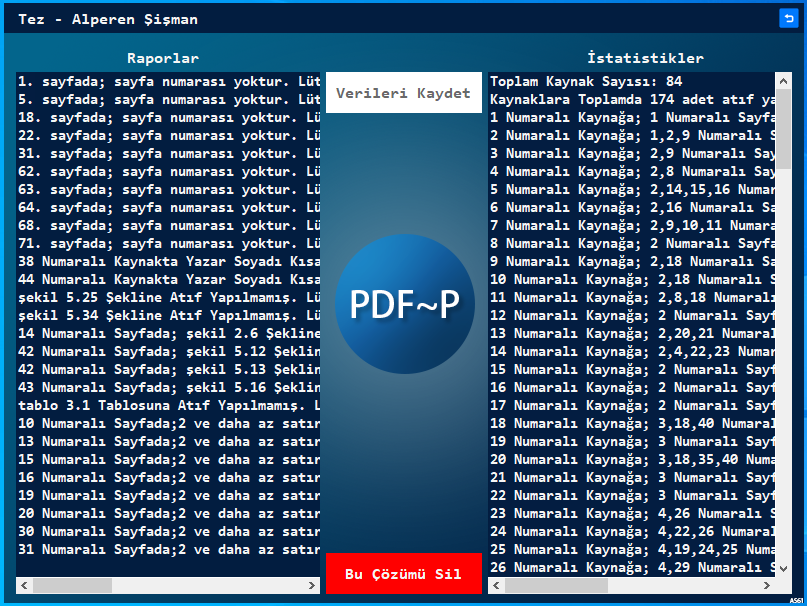 Tez - Alperen Şişman
Raporlar
1. sayfada; sayfa numarası yoktur. Lüt
5. sayfada; sayfa numarası yoktur. Lüt
18. sayfada; sayfa numarası yoktur. Lü
22. sayfada; sayfa numarası yoktur. Lü
31. sayfada; sayfa numarası yoktur. Lü
62. sayfada; sayfa numarası yoktur. Lü
63. sayfada; sayfa numarası yoktur. Lü
64. sayfada; sayfa numarası yoktur. Lü
68. sayfada; sayfa numarası yoktur. Lü
71. sayfada; sayfa numarası yoktur. Lü
38 Numaralı Kaynakta Yazar Soyadı Kısa
44 Numaralı Kaynakta Yazar Soyadı Kısa
şekil 5.25 Şekline Atıf Yapılmamış. Lü
şekil 5.34 Şekline Atıf Yapılmamış. Lü
14 Numaralı Sayfada; şekil 2.6 Şekline
42 Numaralı Sayfada; şekil 5.12 Şeklin
42 Numaralı Sayfada; şekil 5.13 Şeklin
43 Numaralı Sayfada; şekil 5.16 Şeklin
tablo 3.1 Tablosuna Atıf Yapılmamış. L
10 Numaralı Sayfada;2 ve daha az satır
13 Numaralı Sayfada;2 ve daha az satır
15 Numaralı Sayfada;2 ve daha az satır
16 Numaralı Sayfada;2 ve daha az satır
19 Numaralı Sayfada;2 ve daha az satır
20 Numaralı Sayfada;2 ve daha az satır
30 Numaralı Sayfada;2 ve daha az satır
31 Numaralı Sayfada;2 ve daha az satır
Verileri Kaydet
PDF~P
Bu Çözümü Sil
İstatistikler
Toplam Kaynak Sayısı: 84
Kaynaklara Toplamda 174 adet atıf ya
1 Numaralı Kaynağa; 1 Numaralı Sayfa
2 Numaralı Kaynağa; 1,2,9 Numaralı S
3 Numaralı Kaynağa; 2,9 Numaralı Say
4 Numaralı Kaynağa; 2,8 Numaralı Say
5 Numaralı Kaynağa; 2,14,15,16 Numar
6 Numaralı Kaynağa; 2,16 Numaralı Sa
7 Numaralı Kaynağa; 2,9,10,11 Numara
8 Numaralı Kaynağa; 2 Numaralı Sayfa
9 Numaralı Kaynağa; 2,18 Numaralı Sa
10 Numaralı Kaynağa; 2,18 Numaralı S
11 Numaralı Kaynağa; 2,8,18 Numaralı
12 Numaralı Kaynağa; 2 Numaralı Sayf
13 Numaralı Kaynağa; 2,20,21 Numaral
14 Numaralı Kaynağa; 2,4,22,23 Numar
15 Numaralı Kaynağa; 2 Numaralı Sayf
16 Numaralı Kaynağa; 2 Numaralı Sayf
17 Numaralı Kaynağa; 2 Numaralı Sayf
18 Numaralı Kaynağa; 3,18,40 Numaral
19 Numaralı Kaynağa; 3 Numaralı Sayf
20 Numaralı Kaynağa; 3,18,35,40 Numa
21 Numaralı Kaynağa; 3 Numaralı Sayf
22 Numaralı Kaynağa; 3 Numaralı Sayf
23 Numaralı Kaynağa; 4,26 Numaralı S
24 Numaralı Kaynağa; 4,22,26 Numaral
25 Numaralı Kaynağa; 4,19,24,25 Numa
26 Numaralı Kaynağa; 4,29 Numaralı S
AS61